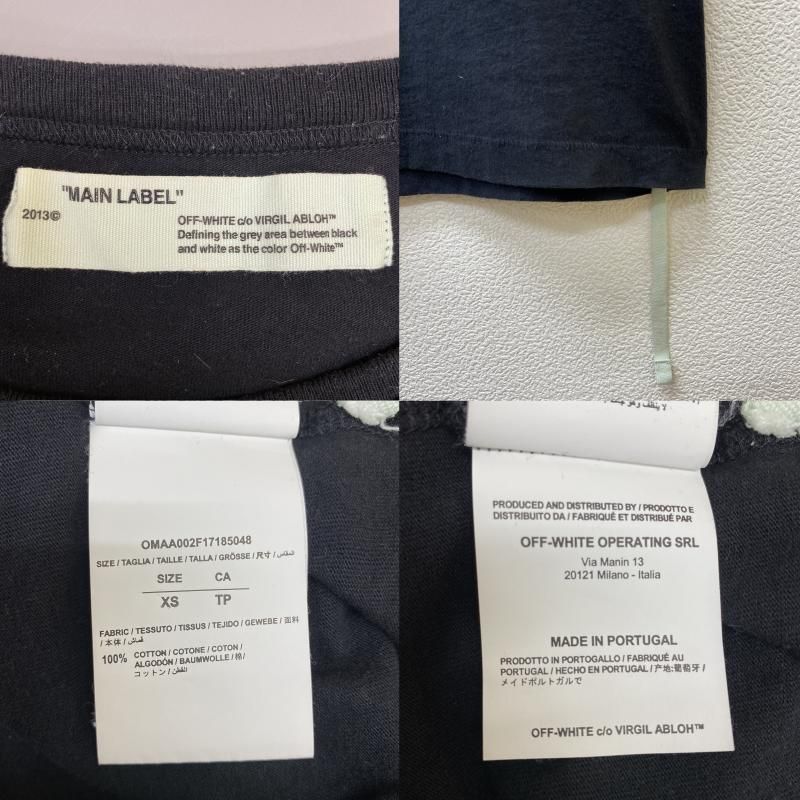 "MAIN LABEL"
2013©
OFF-WHITE c/o VIRGIL ABLOH™
Defining the grey area between black
and white as the color Off-White™
OMAA002F17185048
SIZE / TAGLIA / TAILLE / TALLA / GRÖSSE / 尺寸 / المقاس
SIZE CA
XS TP
FABRIC / TESSUTO / TISSUS / TEJIDO / GEWEBE / 面料
/ 本体 / قماش
100% COTTON / COTONE / COTON /
ALGODÓN / BAUMWOLLE / 棉/
コットン / القطن
PRODUCED AND DISTRIBUTED BY / PRODOTTO E
DISTRIBUITO DA / FABRIQUÉ ET DISTRIBUÉ PAR
OFF-WHITE OPERATING SRL
Via Manin 13
20121 Milano - Italia
MADE IN PORTUGAL
PRODOTTO IN PORTOGALLO / FABRIQUÉ AU
PORTUGAL / HECHO EN PORTUGAL / 产地:葡萄牙 /
メイドポルトガルで
OFF-WHITE c/o VIRGIL ABLOH™